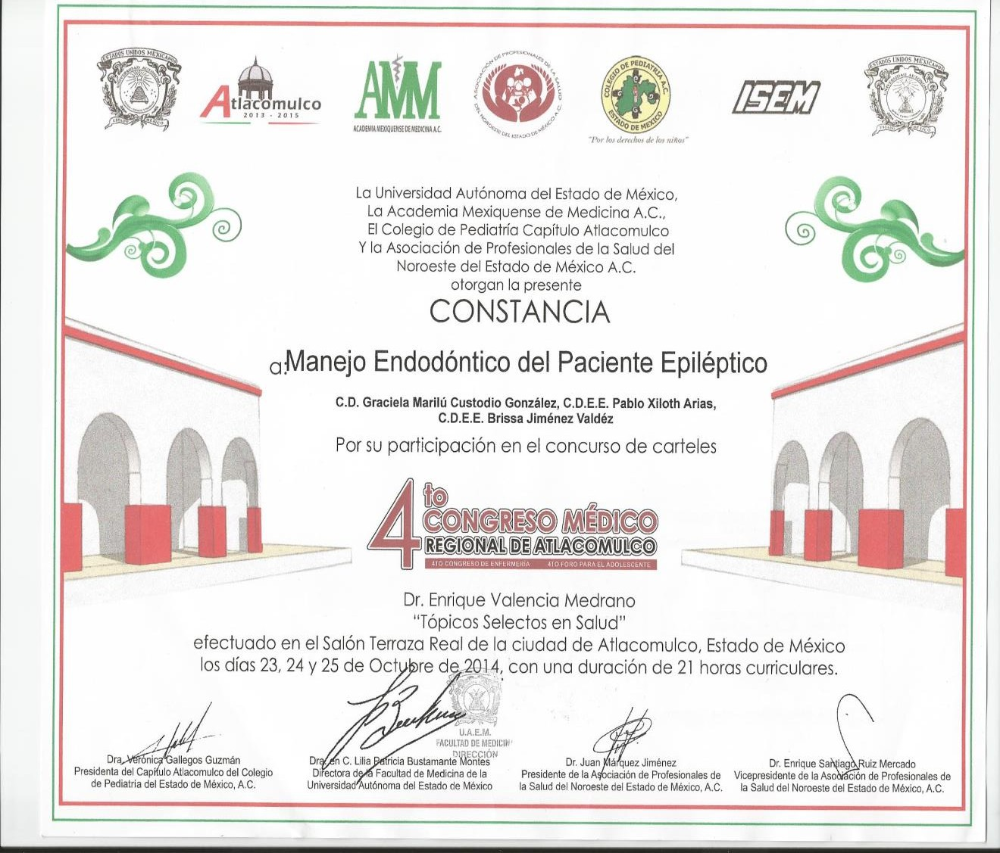 ESTADOS UNIDOS MEXICANOS
UNIVERSIDAD AUTÓNOMA
ESTADO DE MÉXICO
Atlacomulco
2013 - 2015
AMM
ACADEMIA MEXIQUENSE DE MEDICINA A.C.
ASOCIACIÓN DE PROFESIONALES DE LA SALUD
DEL NOROESTE DEL ESTADO DE MÉXICO A.C.
COLEGIO DE PEDIATRIA A.C.
ESTADO DE MEXICO
"Por los derechos de los niños"
ISEM
ESTADOS UNIDOS MEXICANOS
La Universidad Autónoma del Estado de México,
La Academia Mexiquense de Medicina A.C.,
El Colegio de Pediatría Capítulo Atlacomulco
Y la Asociación de Profesionales de la Salud del
Noroeste del Estado de México A.C.
otorgan la presente
CONSTANCIA
a:Manejo Endodóntico del Paciente Epiléptico
C.D. Graciela Marilú Custodio González, C.D.E.E. Pablo Xiloth Arias,
C.D.E.E. Brissa Jiménez Valdéz
Por su participación en el concurso de carteles
4to
CONGRESO MÉDICO
REGIONAL DE ATLACOMULCO
4TO CONGRESO DE ENFERMERÍA 4TO FORO PARA EL ADOLESCENTE
Dr. Enrique Valencia Medrano
“Tópicos Selectos en Salud”
efectuado en el Salón Terraza Real de la ciudad de Atlacomulco, Estado de México
los días 23, 24 y 25 de Octubre de 2014, con una duración de 21 horas curriculares.
U.A.E.M.
FACULTAD DE MEDICIN
DIRECCIÓN
Dra. Verónica Gallegos Guzmán
Presidenta del Capítulo Atlacomulco del Colegio
de Pediatría del Estado de México, A.C.
Dra. en C. Lilia Patricia Bustamante Montes
Directora de la Facultad de Medicina de la
Universidad Autónoma del Estado de México
Dr. Juan Márquez Jiménez
Presidente de la Asociación de Profesionales de
la Salud del Noroeste del Estado de México, A.C.
Dr. Enrique Santiago Ruiz Mercado
Vicepresidente de la Asociación de Profesionales de
la Salud del Noroeste del Estado de México, A.C.